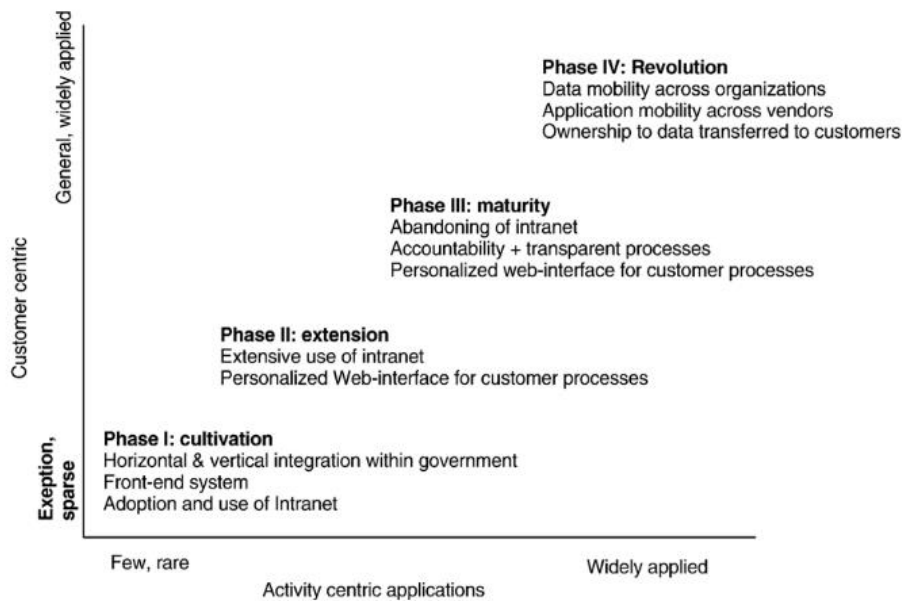 General, widely applied
Phase IV: Revolution
Data mobility across organizations
Application mobility across vendors
Ownership to data transferred to customers
Customer centric
Phase III: maturity
Abandoning of intranet
Accountability + transparent processes
Personalized web-interface for customer processes
Phase II: extension
Extensive use of intranet
Personalized Web-interface for customer processes
Exeption,
sparse
Phase I: cultivation
Horizontal & vertical integration within government
Front-end system
Adoption and use of Intranet
Few, rare
Widely applied
Activity centric applications